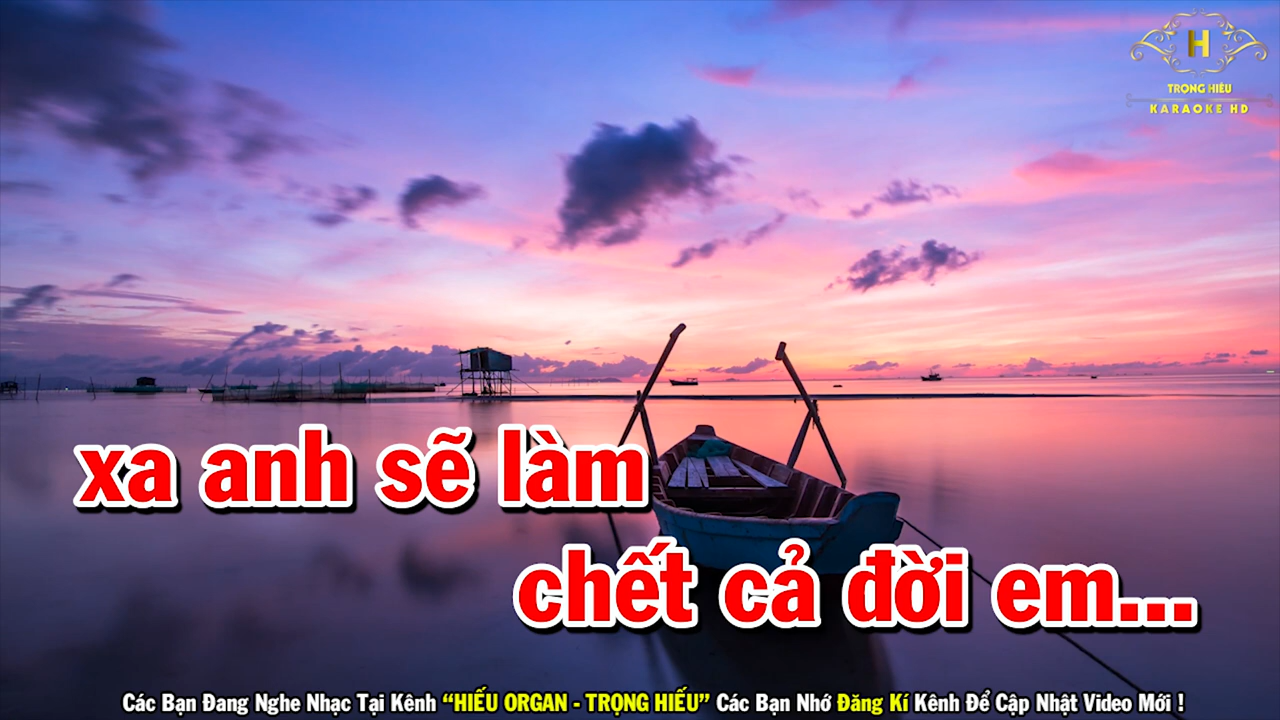 H
TRỌNG HIẾU
KARAOKE HD
xa anh sẽ làm
chết cả đời em...
Các Bạn Đang Nghe Nhạc Tại Kênh “HIẾU ORGAN - TRỌNG HIẾU” Các Bạn Nhớ Đăng Kí Kênh Để Cập Nhật Video Mới !